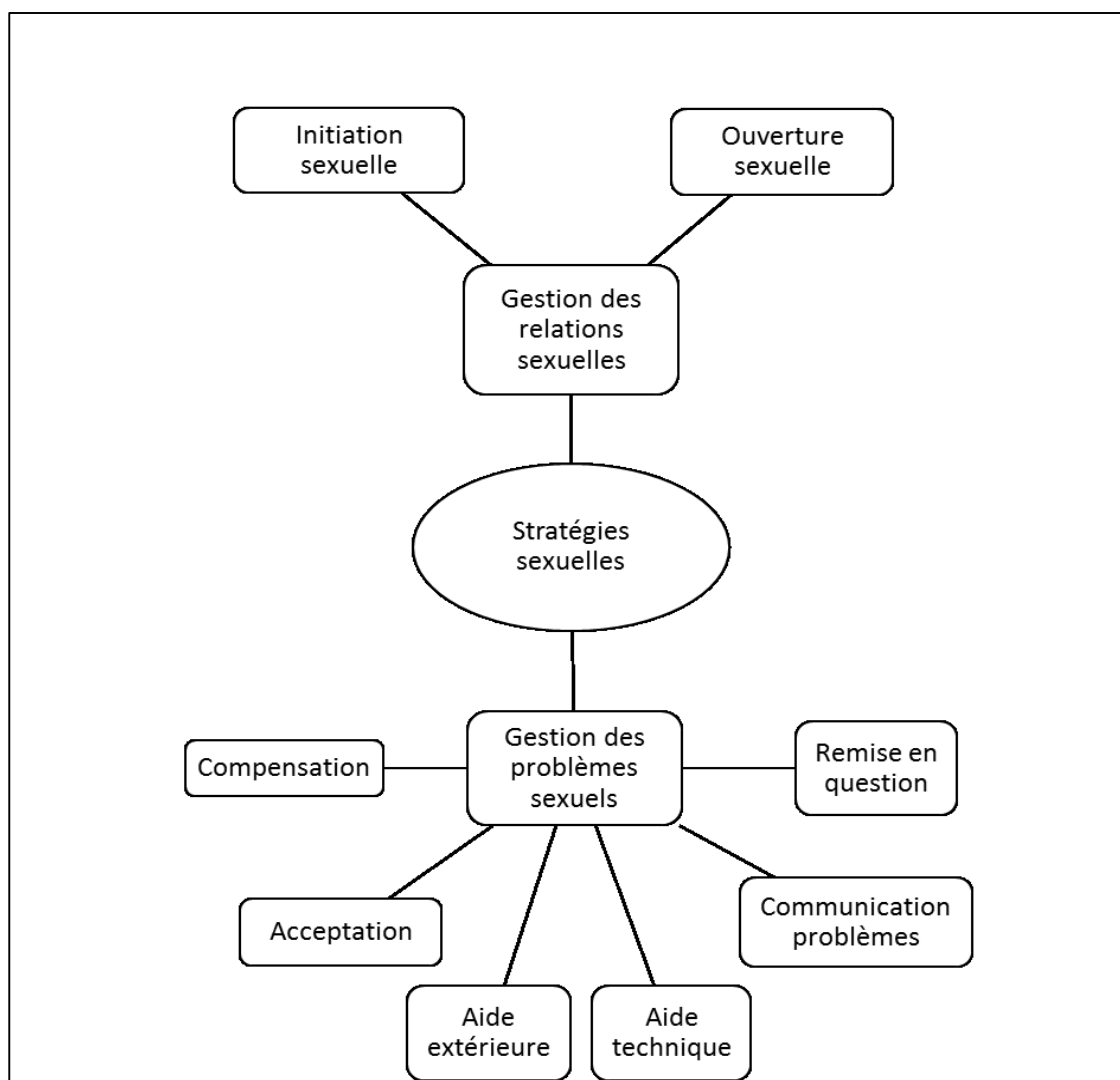 Initiation
sexuelle
Ouverture
sexuelle
Gestion des
relations
sexuelles
Stratégies
sexuelles
Gestion des
problèmes
sexuels
Compensation
Remise en
question
Acceptation
Communication
problèmes
Aide
extérieure
Aide
technique